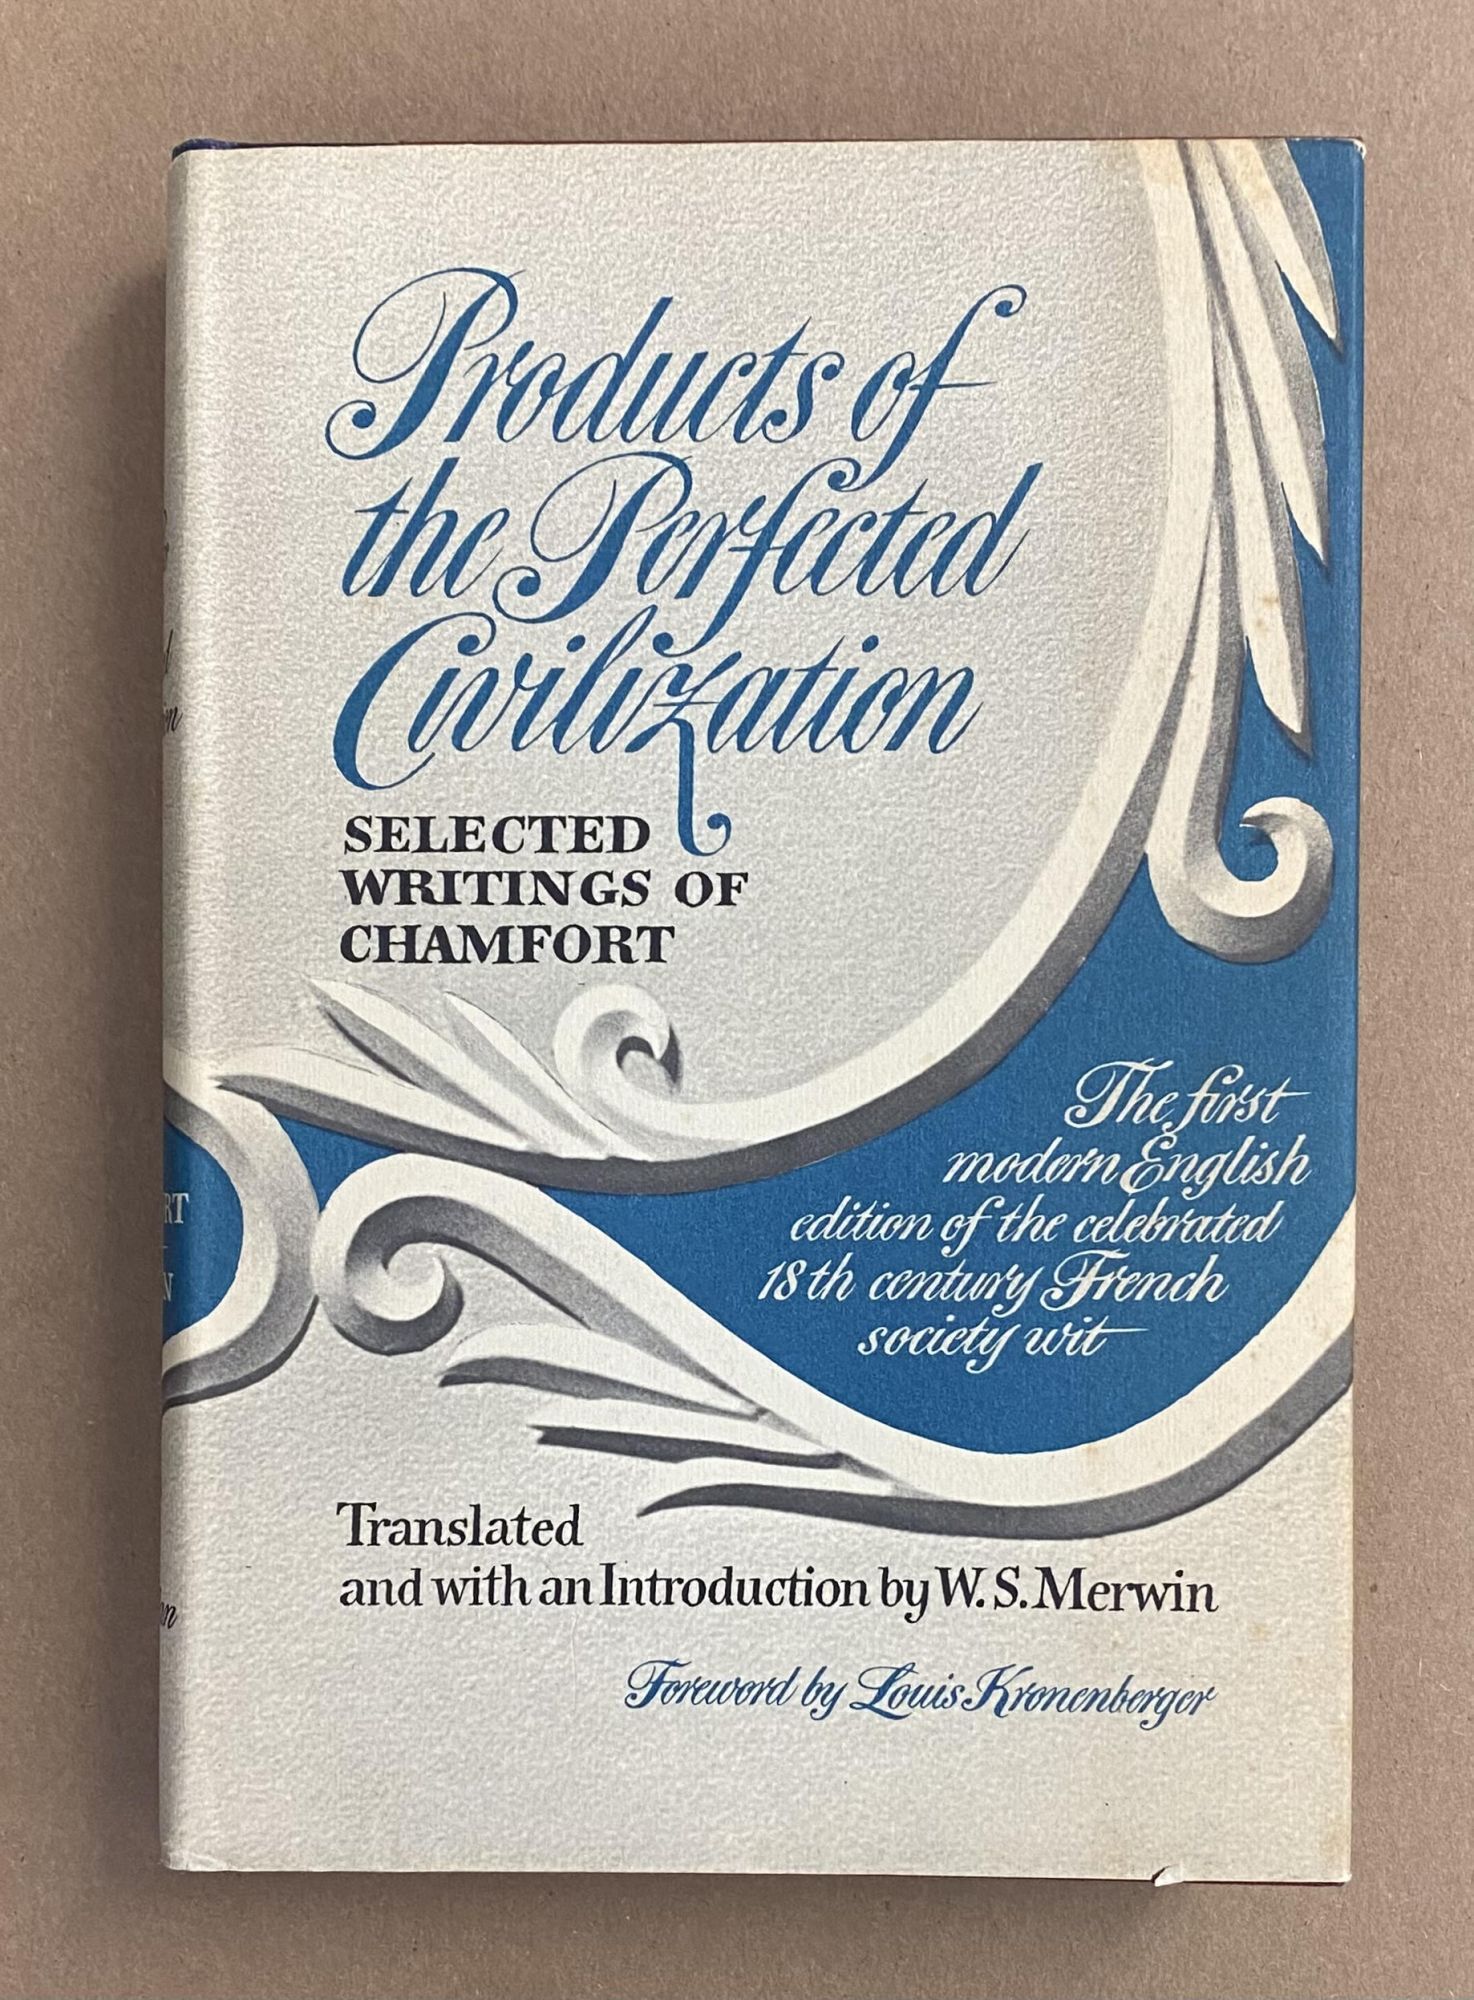 Products of
the Perfected
Civilization
SELECTED
WRITINGS OF
CHAMFORT
The first
modern English
edition of the celebrated
18th century French
society wit
Translated
and with an Introduction by W. S. Merwin
Foreword by Louis Kronenberger